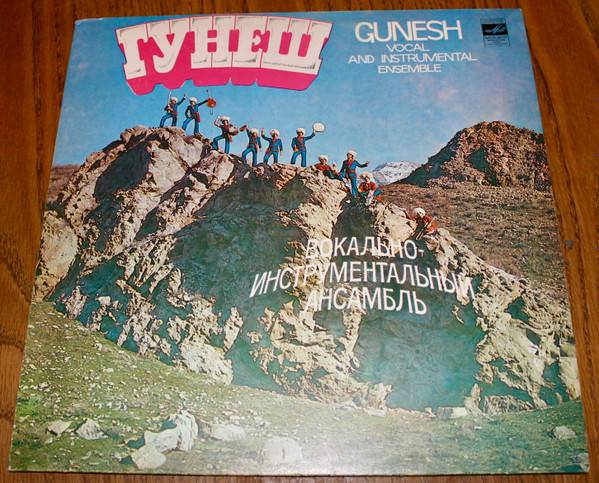 ГУНЕШ
GUNESH
VOCAL
AND INSTRUMENTAL
ENSEMBLE
ВОКАЛЬНО-
ИНСТРУМЕНТАЛЬНЫЙ
АНСАМБЛЬ